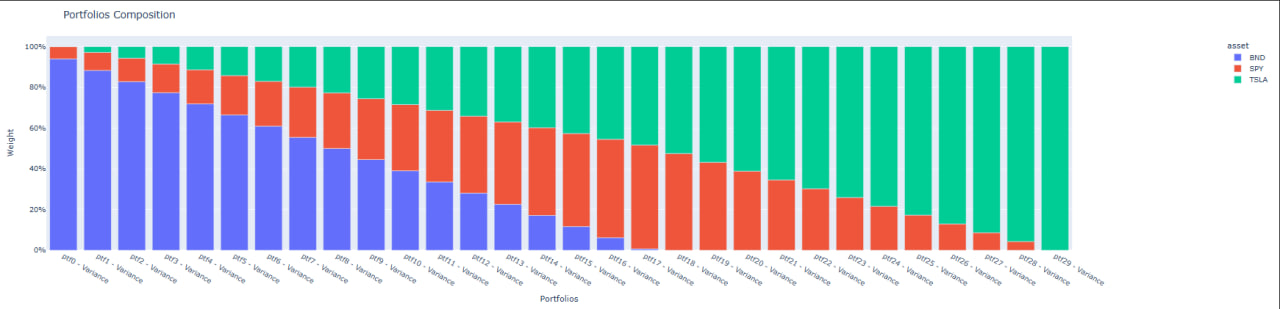 Portfolios Composition
asset
BND
SPY
TSLA
100%
80%
60%
40%
20%
0%
Weight
ptf0 - Variance
ptf1 - Variance
ptf2 - Variance
ptf3 - Variance
ptf4 - Variance
ptf5 - Variance
ptf6 - Variance
ptf7 - Variance
ptf8 - Variance
ptf9 - Variance
ptf10 - Variance
ptf11 - Variance
ptf12 - Variance
ptf13 - Variance
ptf14 - Variance
ptf15 - Variance
ptf16 - Variance
ptf17 - Variance
ptf18 - Variance
ptf19 - Variance
ptf20 - Variance
ptf21 - Variance
ptf22 - Variance
ptf23 - Variance
ptf24 - Variance
ptf25 - Variance
ptf26 - Variance
ptf27 - Variance
ptf28 - Variance
ptf29 - Variance
Portfolios